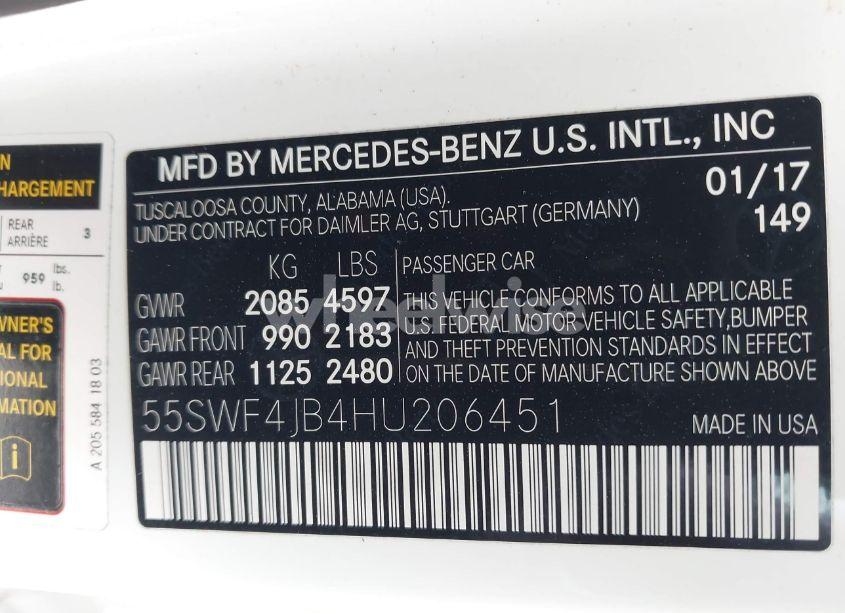 MFD BY MERCEDES-BENZ U.S. INTL., INC
TUSCALOOSA COUNTY, ALABAMA (USA).
UNDER CONTRACT FOR DAIMLER AG, STUTTGART (GERMANY)
01/17
149
KG LBS
GVWR 2085 4597
GAWR FRONT 990 2183
GAWR REAR 1125 2480
PASSENGER CAR
THIS VEHICLE CONFORMS TO ALL APPLICABLE
U.S. FEDERAL MOTOR VEHICLE SAFETY, BUMPER
AND THEFT PREVENTION STANDARDS IN EFFECT
ON THE DATE OF MANUFACTURE SHOWN ABOVE
55SWF4JB4HU206451
MADE IN USA
HARGEMENT
REAR 3
ARRIÈRE
959 lbs.
lb.
WNER'S
AL FOR
IONAL
MATION
i
A 205 584 18 03
wheelwise